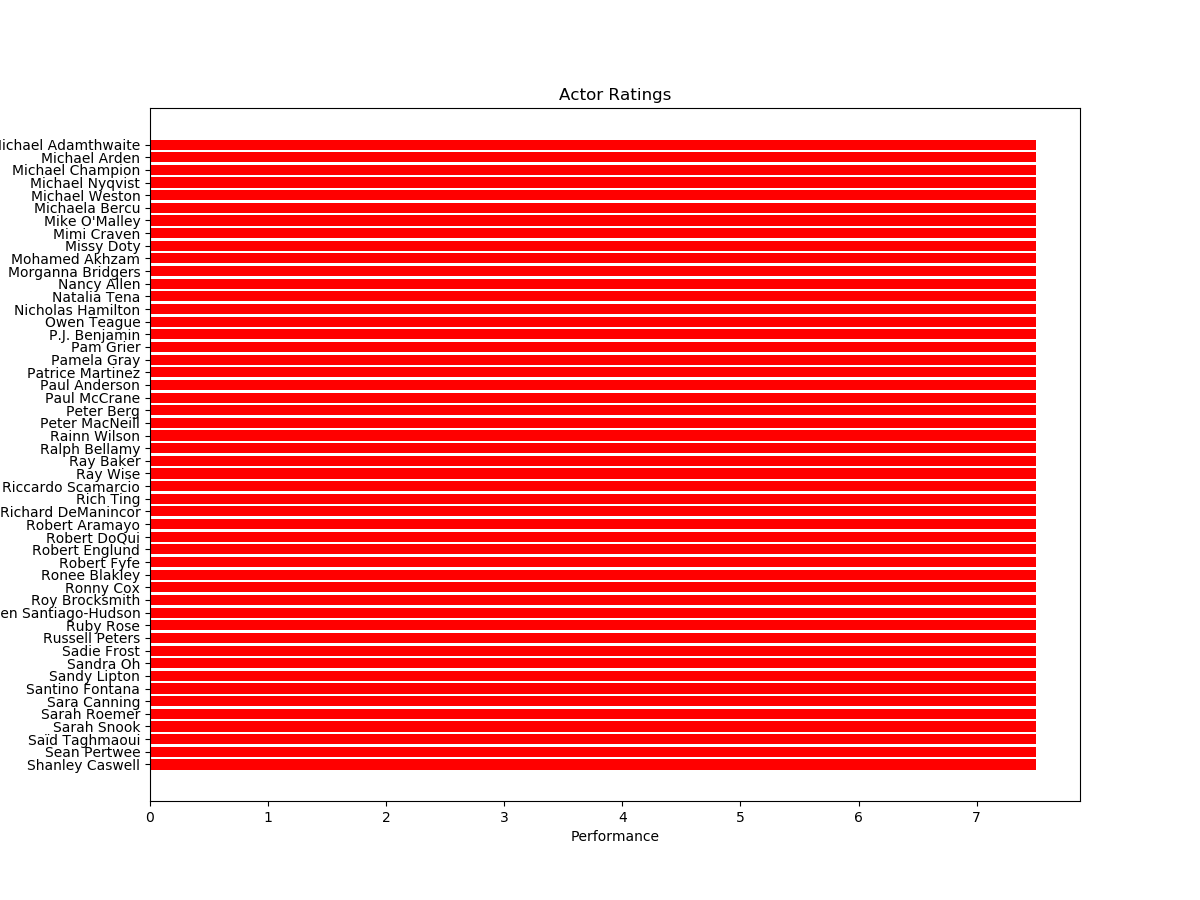 Actor Ratings
ichael Adamthwaite
Michael Arden
Michael Champion
Michael Nyqvist
Michael Weston
Michaela Bercu
Mike O'Malley
Mimi Craven
Missy Doty
Mohamed Akhzam
Morganna Bridgers
Nancy Allen
Natalia Tena
Nicholas Hamilton
Owen Teague
P.J. Benjamin
Pam Grier
Pamela Gray
Patrice Martinez
Paul Anderson
Paul McCrane
Peter Berg
Peter MacNeill
Rainn Wilson
Ralph Bellamy
Ray Baker
Ray Wise
Riccardo Scamarcio
Rich Ting
Richard DeManincor
Robert Aramayo
Robert DoQui
Robert Englund
Robert Fyfe
Ronee Blakley
Ronny Cox
Roy Brocksmith
en Santiago-Hudson
Ruby Rose
Russell Peters
Sadie Frost
Sandra Oh
Sandy Lipton
Santino Fontana
Sara Canning
Sarah Roemer
Sarah Snook
Saïd Taghmaoui
Sean Pertwee
Shanley Caswell
0 1 2 3 4 5 6 7
Performance